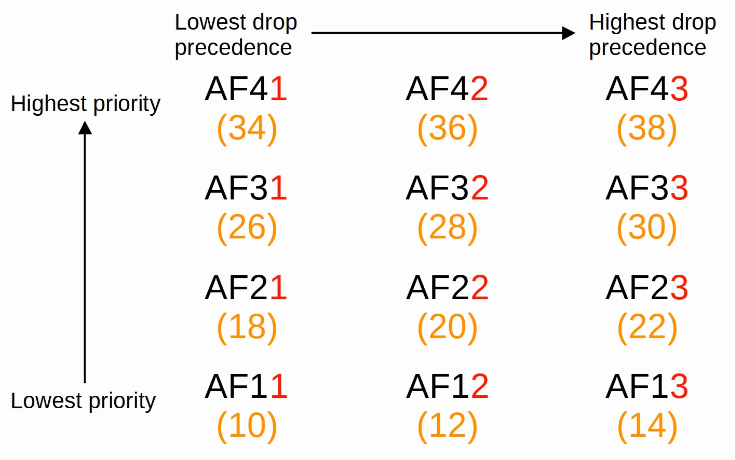 Lowest drop
precedence
Highest drop
precedence
Highest priority
AF41
AF42
AF43
(34)
(36)
(38)
AF31
AF32
AF33
(26)
(28)
(30)
AF21
AF22
AF23
(18)
(20)
(22)
Lowest priority
AF11
AF12
AF13
(10)
(12)
(14)